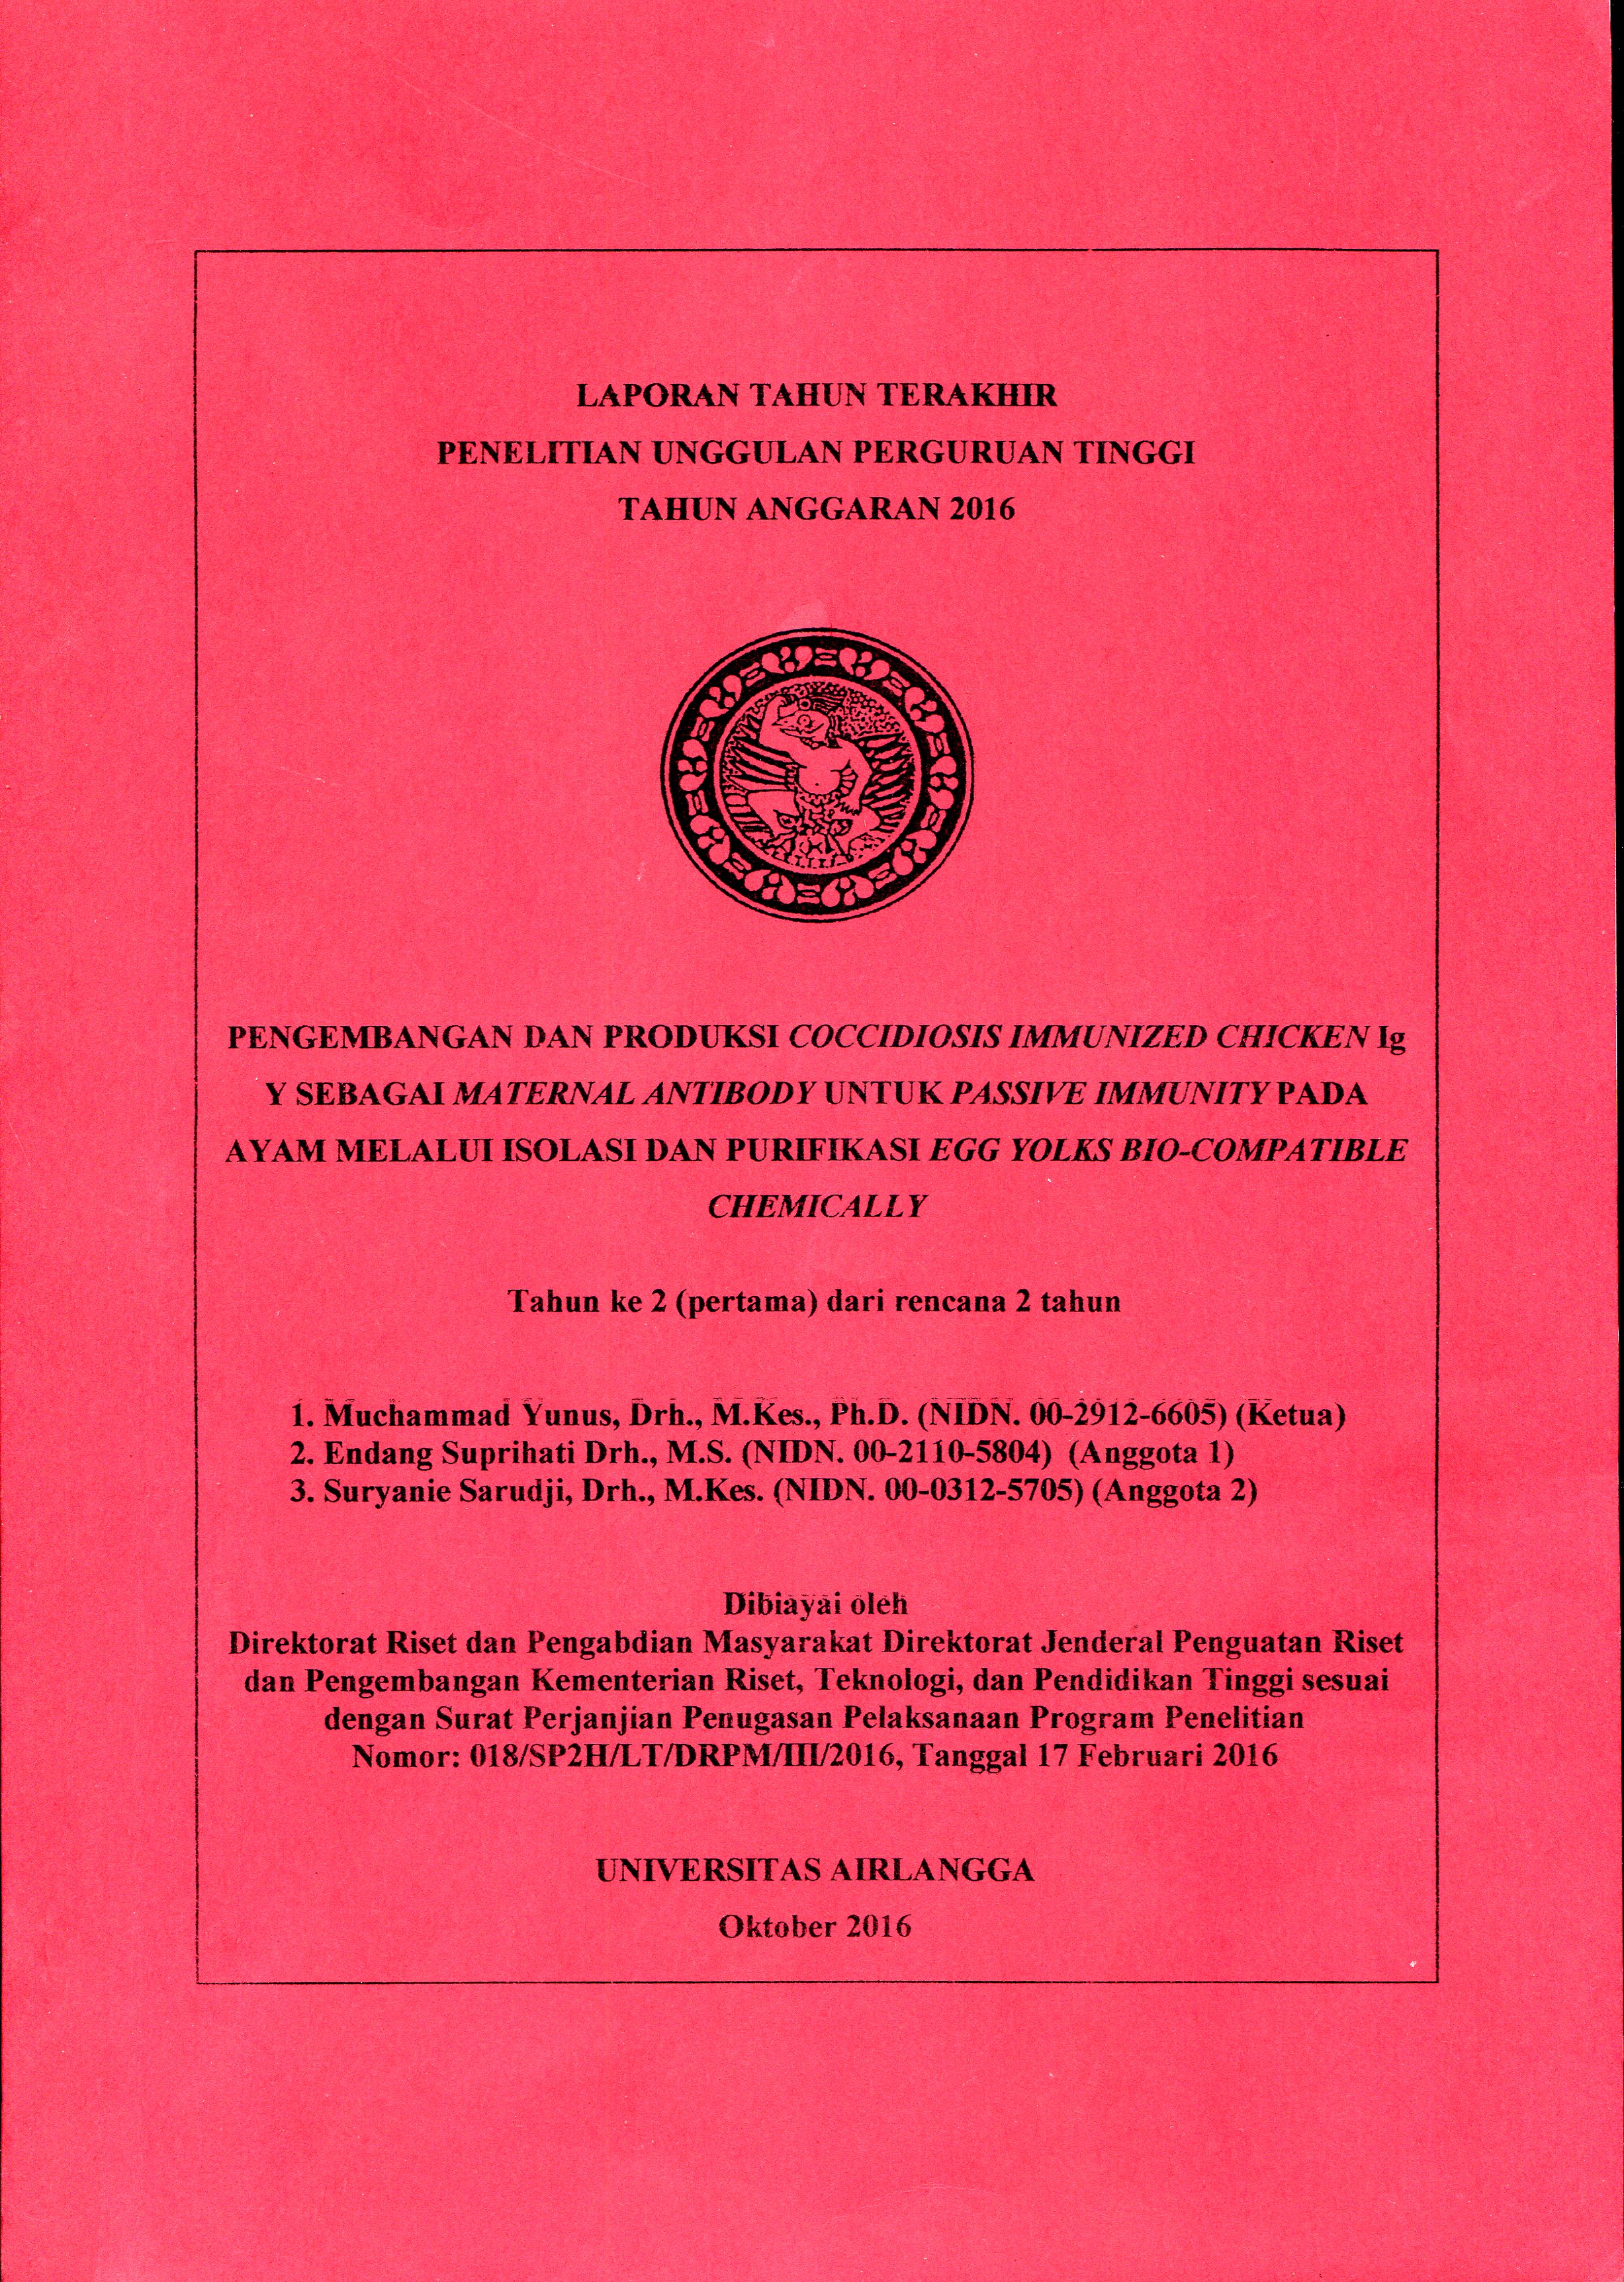 LAPORAN TAHUN TERAKHIR
PENELITIAN UNGGULAN PERGURUAN TINGGI
TAHUN ANGGARAN 2016
PENGEMBANGAN DAN PRODUKSI COCCIDIOSIS IMMUNIZED CHICKEN Ig
Y SEBAGAI MATERNAL ANTIBODY UNTUK PASSIVE IMMUNITY PADA
AYAM MELALUI ISOLASI DAN PURIFIKASI EGG YOLKS BIO-COMPATIBLE
CHEMICALLY
Tahun ke 2 (pertama) dari rencana 2 tahun
1. Muchammad Yunus, Drh., M.Kes., Ph.D. (NIDN. 00-2912-6605) (Ketua)
2. Endang Suprihati Drh., M.S. (NIDN. 00-2110-5804) (Anggota 1)
3. Suryanie Sarudji, Drh., M.Kes. (NIDN. 00-0312-5705) (Anggota 2)
Dibiayai oleh
Direktorat Riset dan Pengabdian Masyarakat Direktorat Jenderal Penguatan Riset
dan Pengembangan Kementerian Riset, Teknologi, dan Pendidikan Tinggi sesuai
dengan Surat Perjanjian Penugasan Pelaksanaan Program Penelitian
Nomor: 018/SP2H/LT/DRPM/III/2016, Tanggal 17 Februari 2016
UNIVERSITAS AIRLANGGA
Oktober 2016